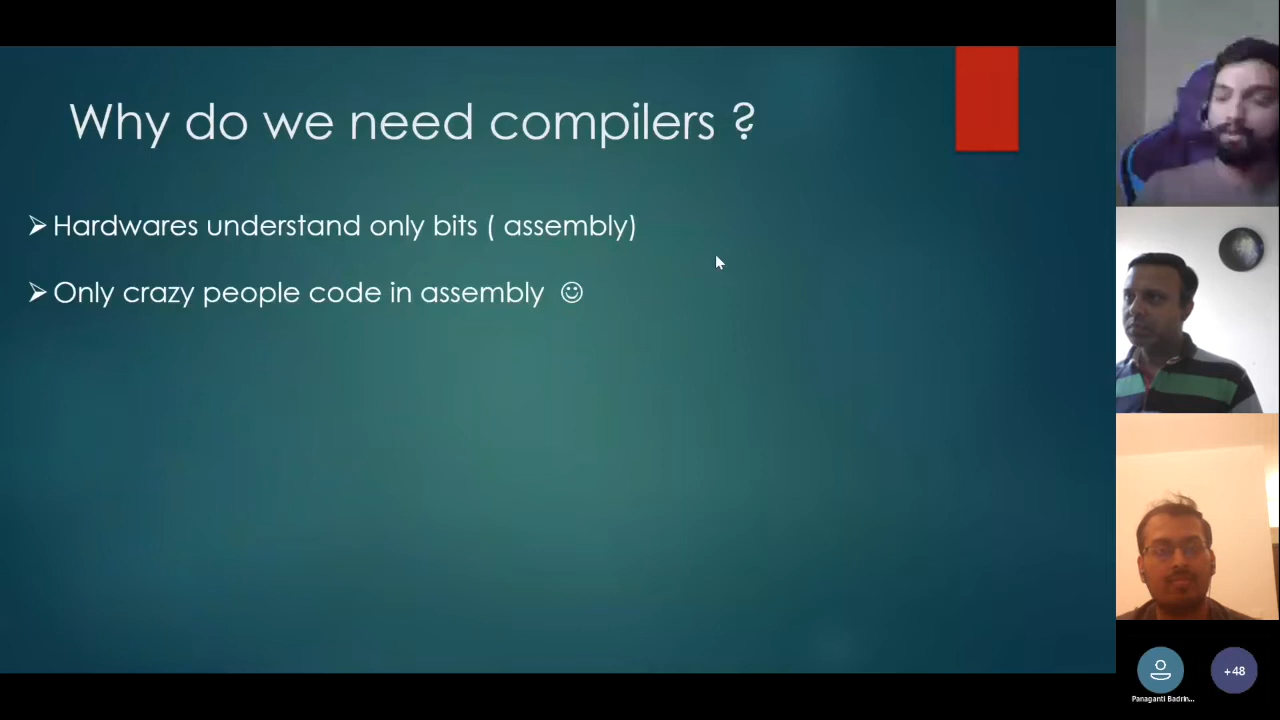 Why do we need compilers ?
➢ Hardwares understand only bits ( assembly)
➢ Only crazy people code in assembly ☺
Panaganti Badrin...
+48